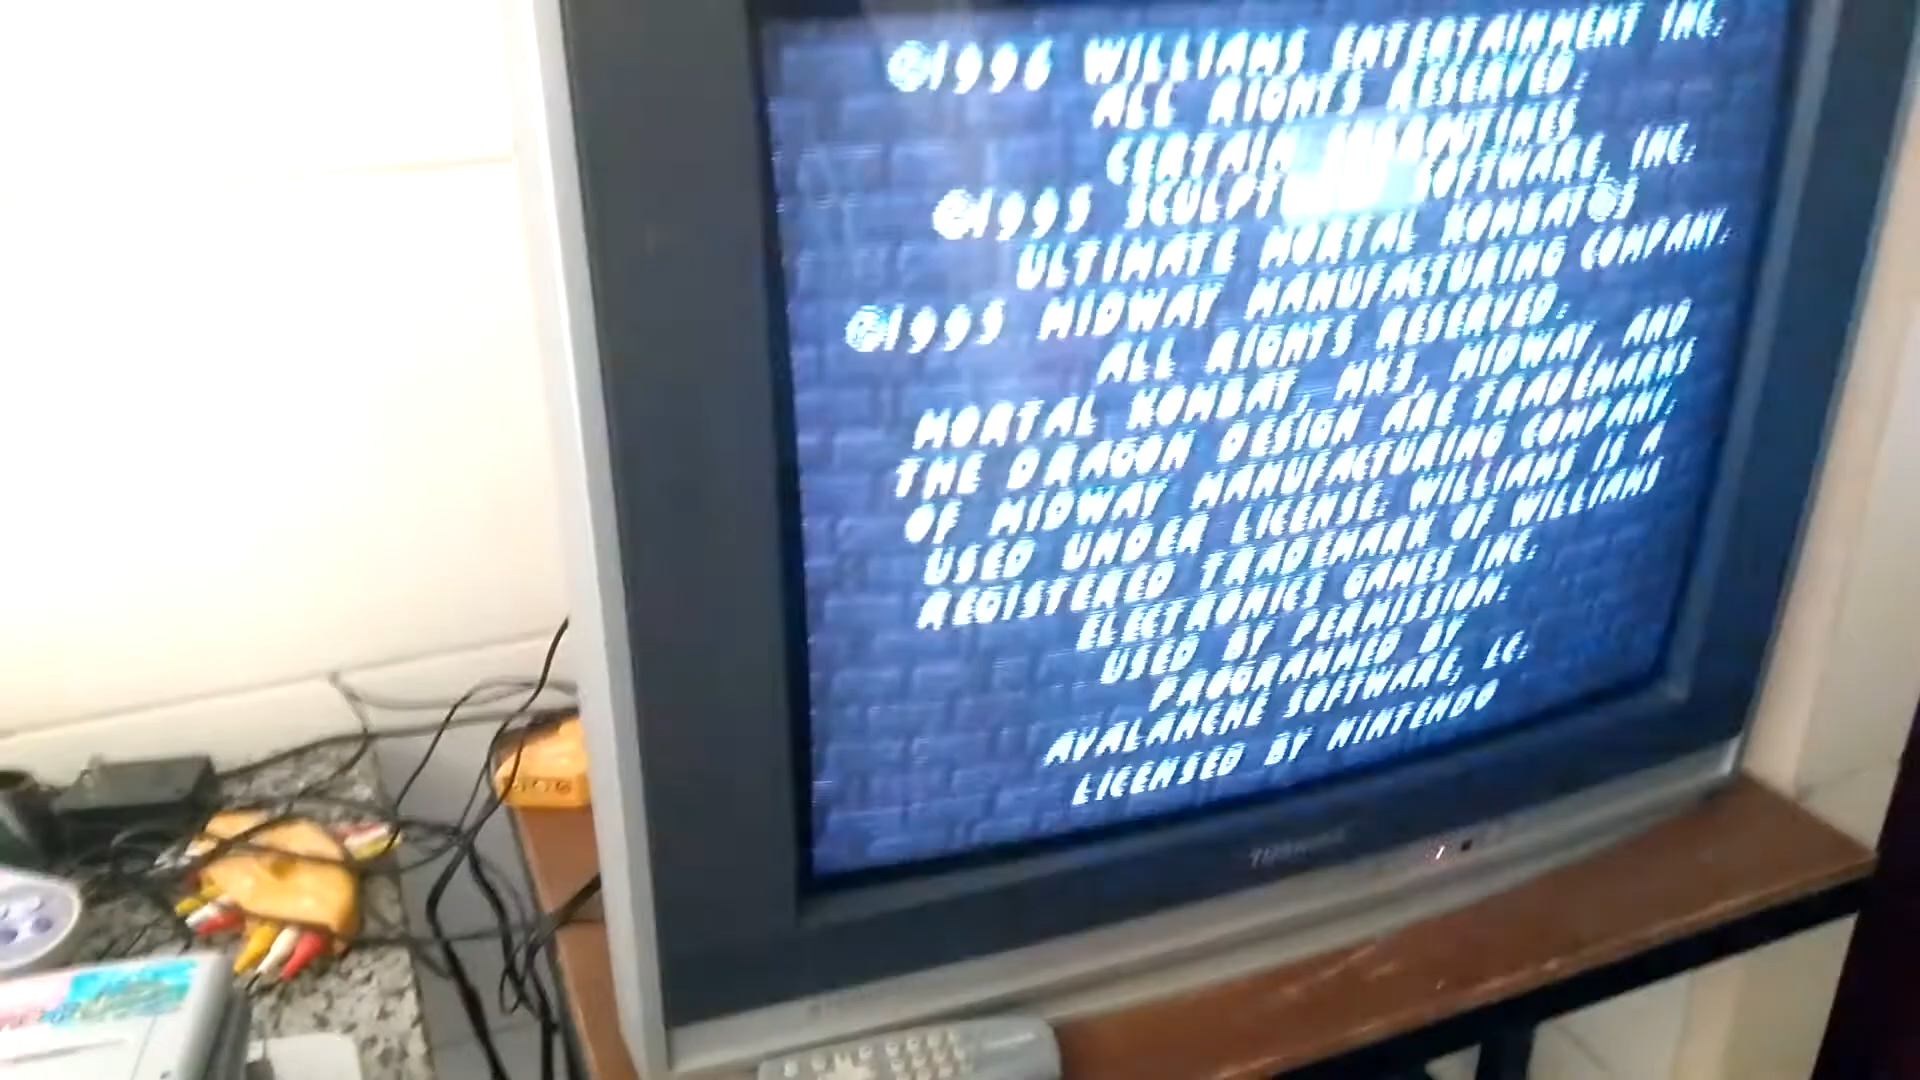 ©1996 WILLIAMS ENTERTAINMENT INC.
ALL RIGHTS RESERVED.
CERTAIN SUBROUTINES
©1995 SCULPTURED SOFTWARE, INC.
ULTIMATE MORTAL KOMBAT®3
©1995 MIDWAY MANUFACTURING COMPANY.
ALL RIGHTS RESERVED.
MORTAL KOMBAT, MK3, MIDWAY, AND
THE DRAGON DESIGN ARE TRADEMARKS
OF MIDWAY MANUFACTURING COMPANY.
USED UNDER LICENSE. WILLIAMS IS A
REGISTERED TRADEMARK OF WILLIAMS
ELECTRONICS GAMES INC.
USED BY PERMISSION.
PROGRAMMED BY
AVALANCHE SOFTWARE, LC.
LICENSED BY NINTENDO